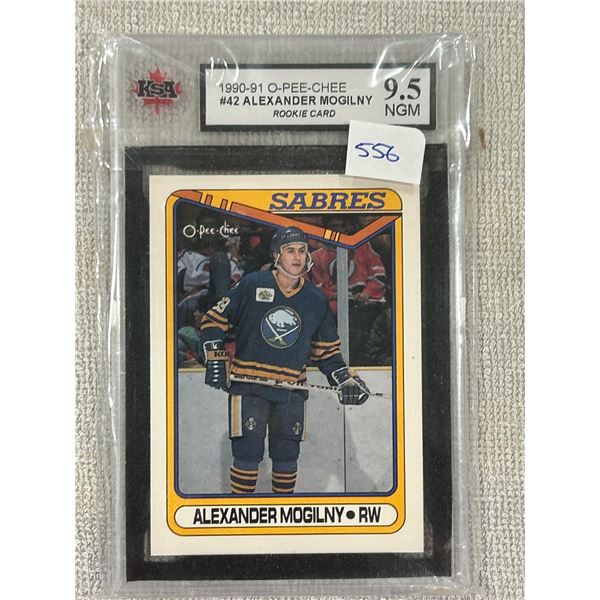 KSA
1990-91 O-PEE-CHEE
#42 ALEXANDER MOGILNY
ROOKIE CARD
9.5
NGM
556
SABRES
O-pee-chee
89
ALEXANDER MOGILNY • RW